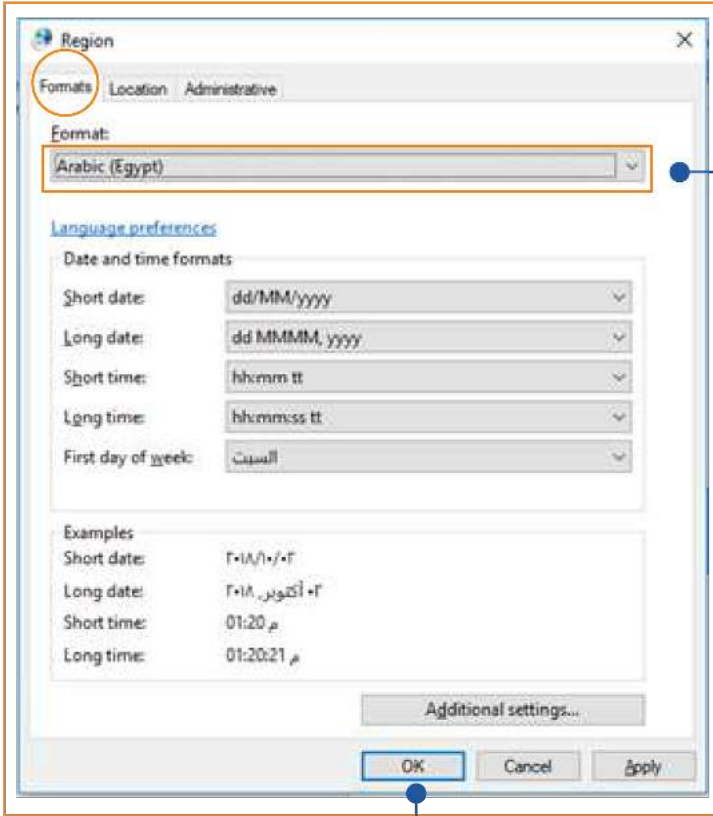 Region
Formats Location Administrative
Format:
Arabic (Egypt)
Language preferences
Date and time formats
Short date: dd/MM/yyyy
Long date: dd MMMM, yyyy
Short time: hh:mm tt
Long time: hh:mm:ss tt
First day of week: السبت
Examples
Short date: ٢٠١٨/١٠/٠٢
Long date: ٠٢ أكتوبر, ٢٠١٨
Short time: 01:20 م
Long time: 01:20:21 م
Additional settings...
OK Cancel Apply